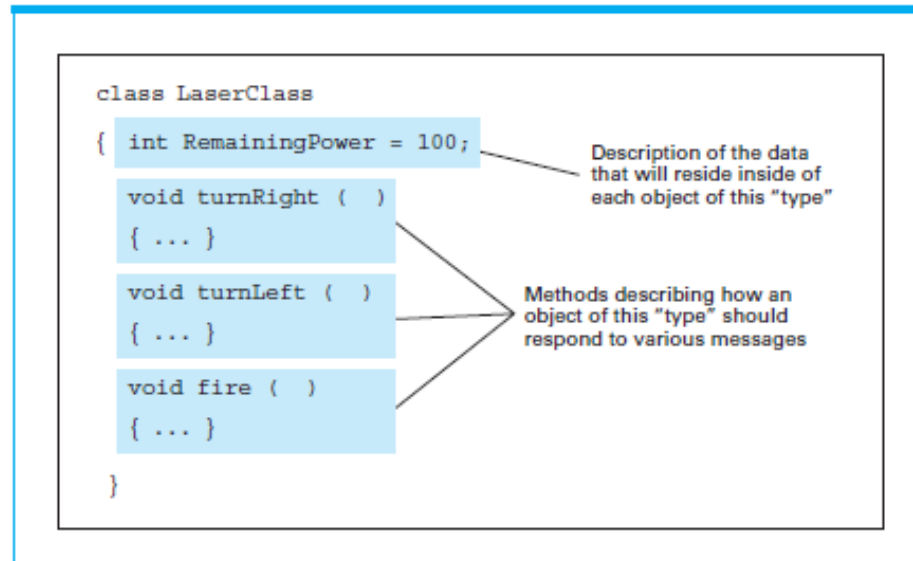 class LaserClass
{ int RemainingPower = 100;
Description of the data
that will reside inside of
each object of this “type”
void turnRight ( )
{ ... }
void turnLeft ( )
{ ... }
Methods describing how an
object of this “type” should
respond to various messages
void fire ( )
{ ... }
}